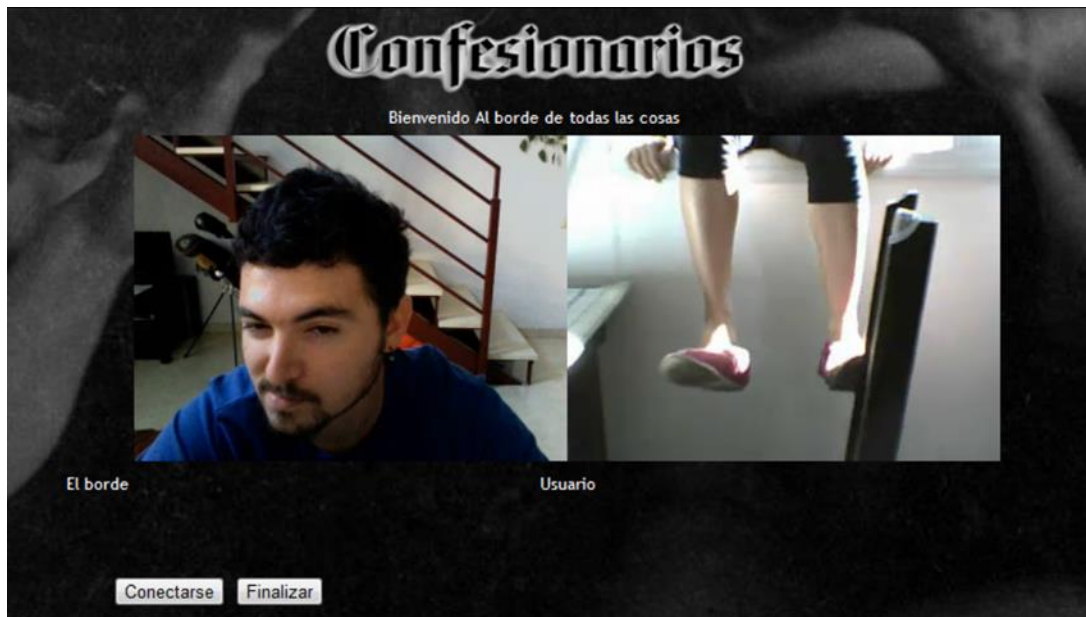 Confesionarios
Bienvenido Al borde de todas las cosas
El borde
Usuario
Conectarse
Finalizar